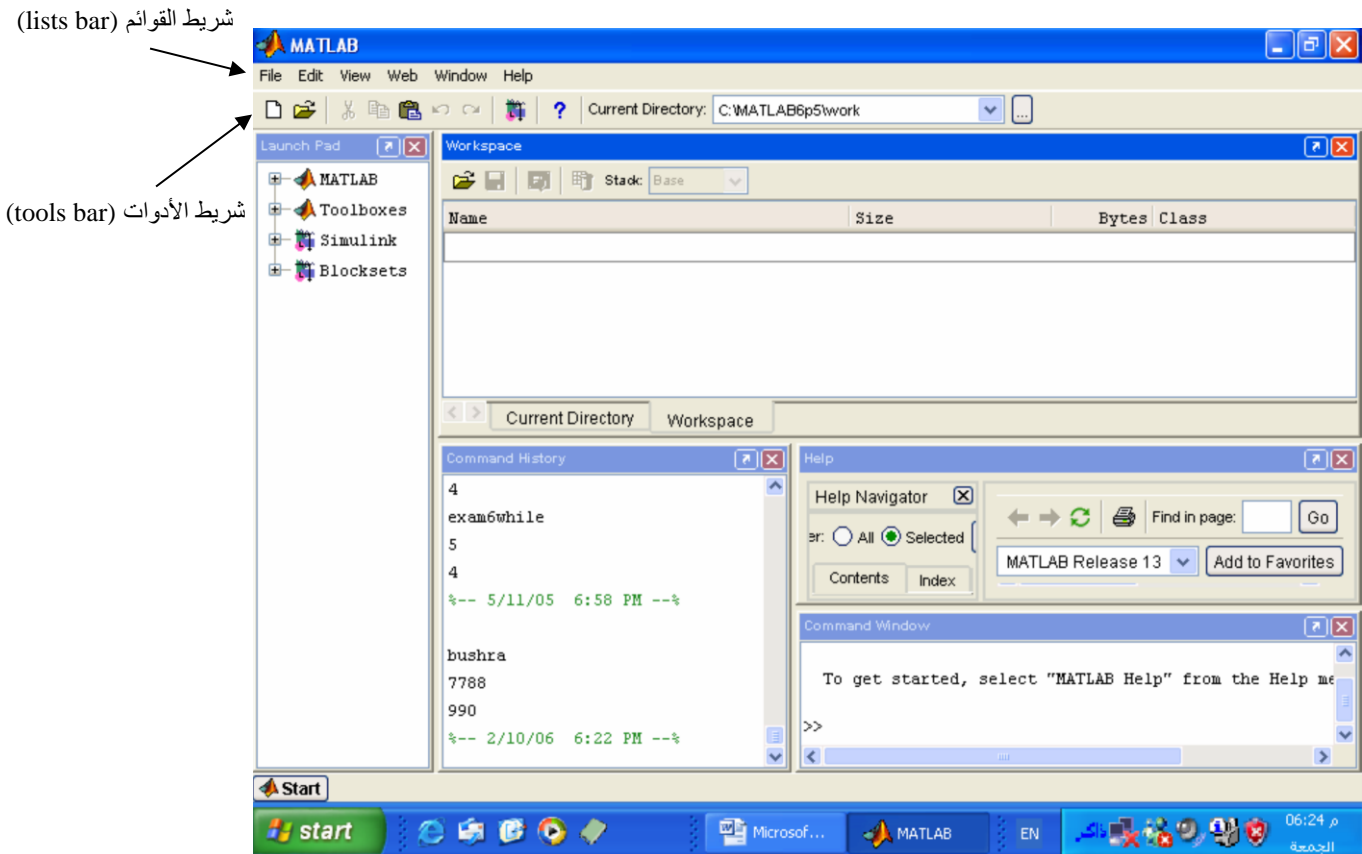 شريط القوائم (lists bar)
MATLAB
File Edit View Web Window Help
Current Directory: C:\MATLAB6p5\work ...
شريط الأدوات (tools bar)
Launch Pad
MATLAB
Toolboxes
Simulink
Blocksets
Workspace
Stack: Base
Name Size Bytes Class
Current Directory Workspace
Command History
4
exam6while
5
4
%-- 5/11/05 6:58 PM --%
bushra
7788
990
%-- 2/10/06 6:22 PM --%
Help
Help Navigator
er: All Selected
Contents Index
Find in page: Go
MATLAB Release 13 Add to Favorites
Command Window
To get started, select "MATLAB Help" from the Help me
>>
Start
start Microsof... MATLAB EN 06:24 م
الجمعة